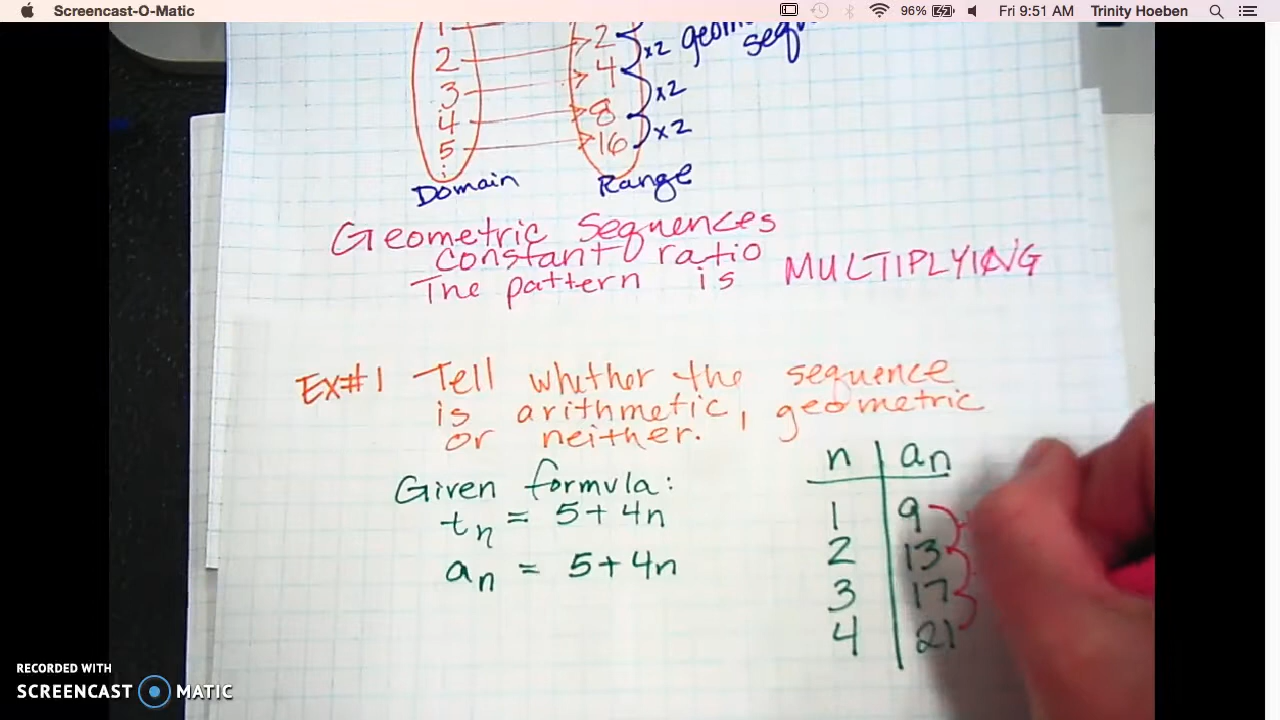 Screencast-O-Matic 96% Fri 9:51 AM Trinity Hoeben
1 2 geom
2 4 x2 sequ
3 8 x2
4 16 x2
5
Domain Range
Geometric Sequences
constant ratio
The pattern is MULTIPLYING
Ex#1 Tell whether the sequence
is arithmetic, geometric
or neither.
Given formula:
tn = 5+4n
an = 5+4n
n an
1 9
2 13
3 17
4 21
RECORDED WITH
SCREENCAST MATIC